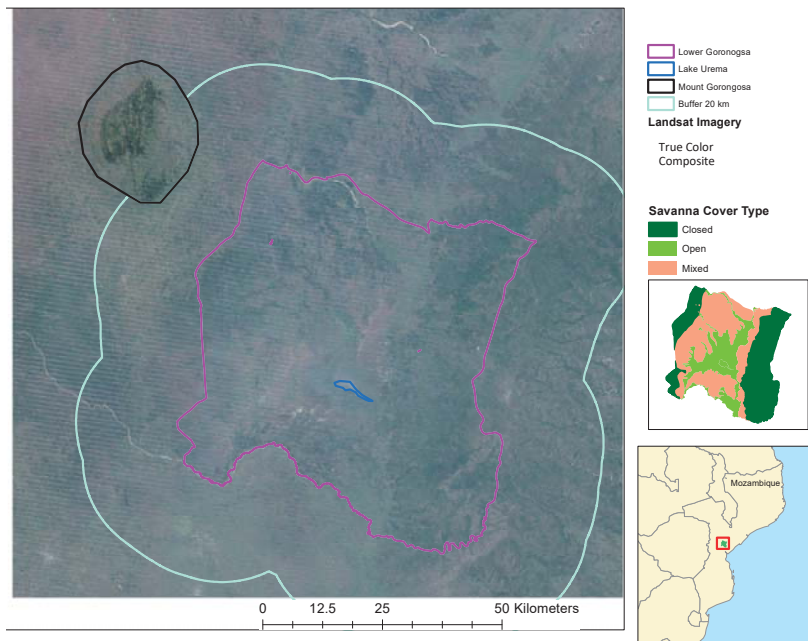 Lower Goronogsa
Lake Urema
Mount Gorongosa
Buffer 20 km
Landsat Imagery
True Color
Composite
Savanna Cover Type
Closed
Open
Mixed
Mozambique
0 12.5 25 50 Kilometers